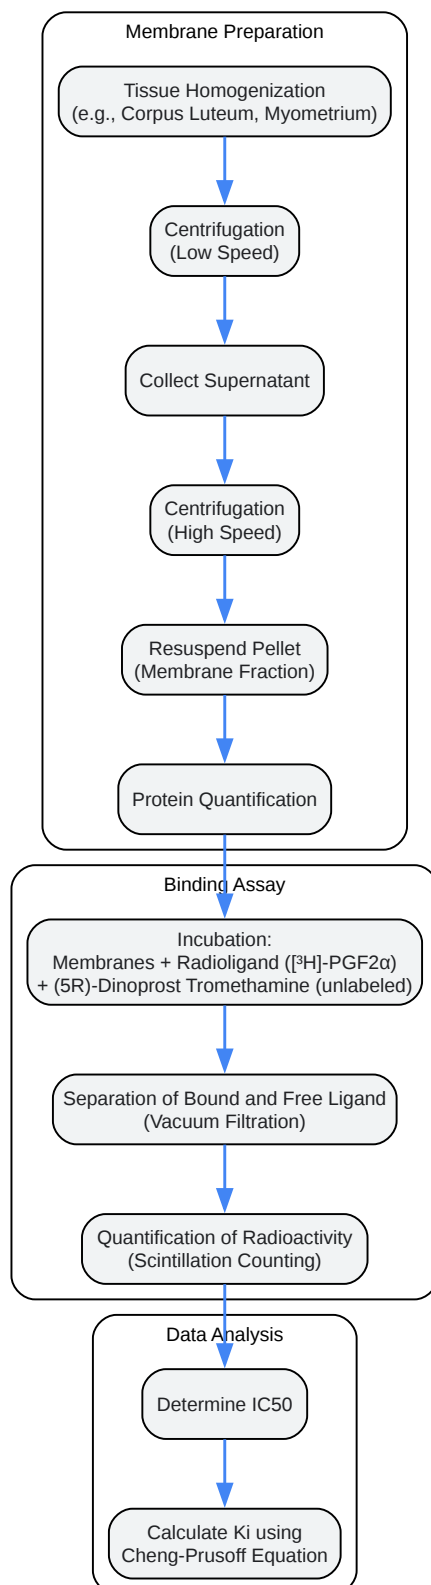 Membrane Preparation
Tissue Homogenization
(e.g., Corpus Luteum, Myometrium)
Centrifugation
(Low Speed)
Collect Supernatant
Centrifugation
(High Speed)
Resuspend Pellet
(Membrane Fraction)
Protein Quantification
Binding Assay
Incubation:
Membranes + Radioligand ([³H]-PGF2α)
+ (5R)-Dinoprost Tromethamine (unlabeled)
Separation of Bound and Free Ligand
(Vacuum Filtration)
Quantification of Radioactivity
(Scintillation Counting)
Data Analysis
Determine IC50
Calculate Ki using
Cheng-Prusoff Equation